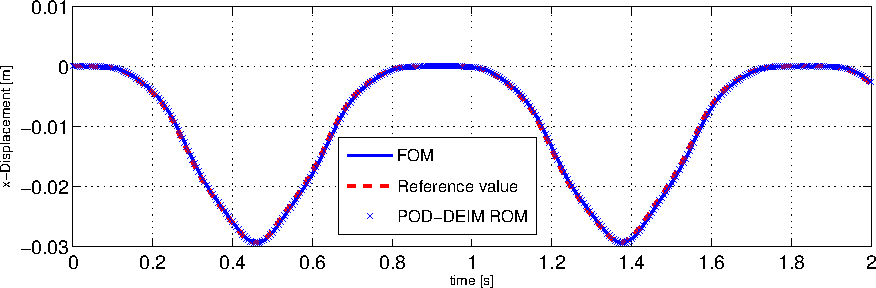 0.01
0
−0.01
−0.02
−0.03
x−Displacement [m]
FOM
Reference value
POD−DEIM ROM
0 0.2 0.4 0.6 0.8 1 1.2 1.4 1.6 1.8 2
time [s]